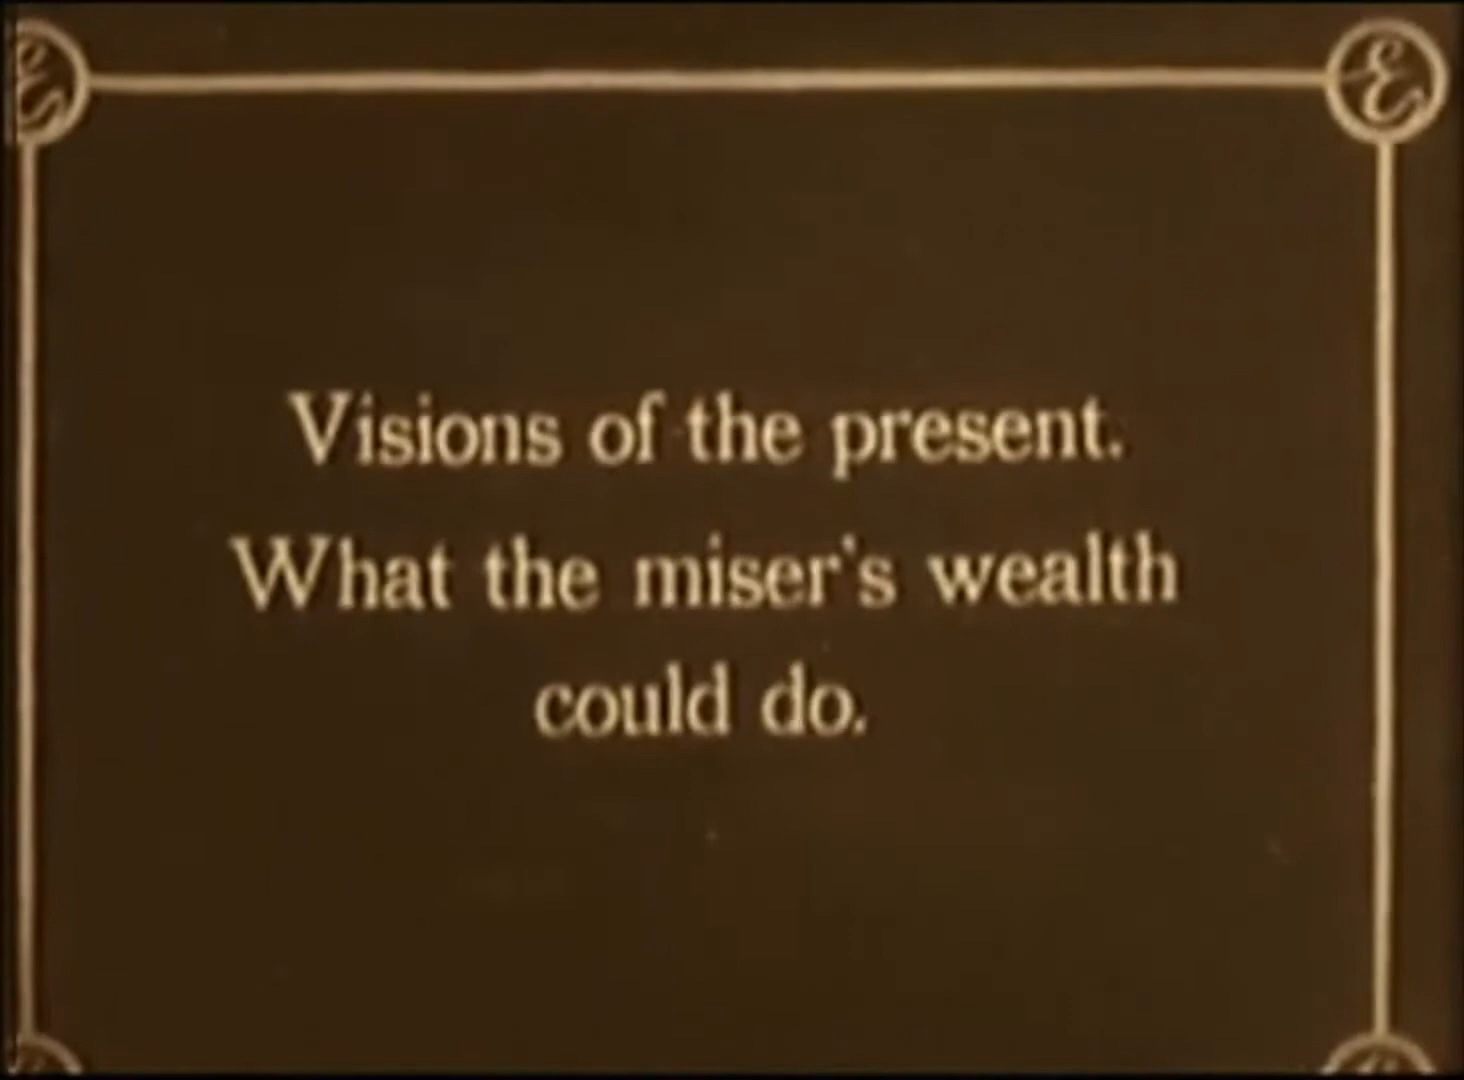 E
E
Visions of the present.
What the miser's wealth
could do.